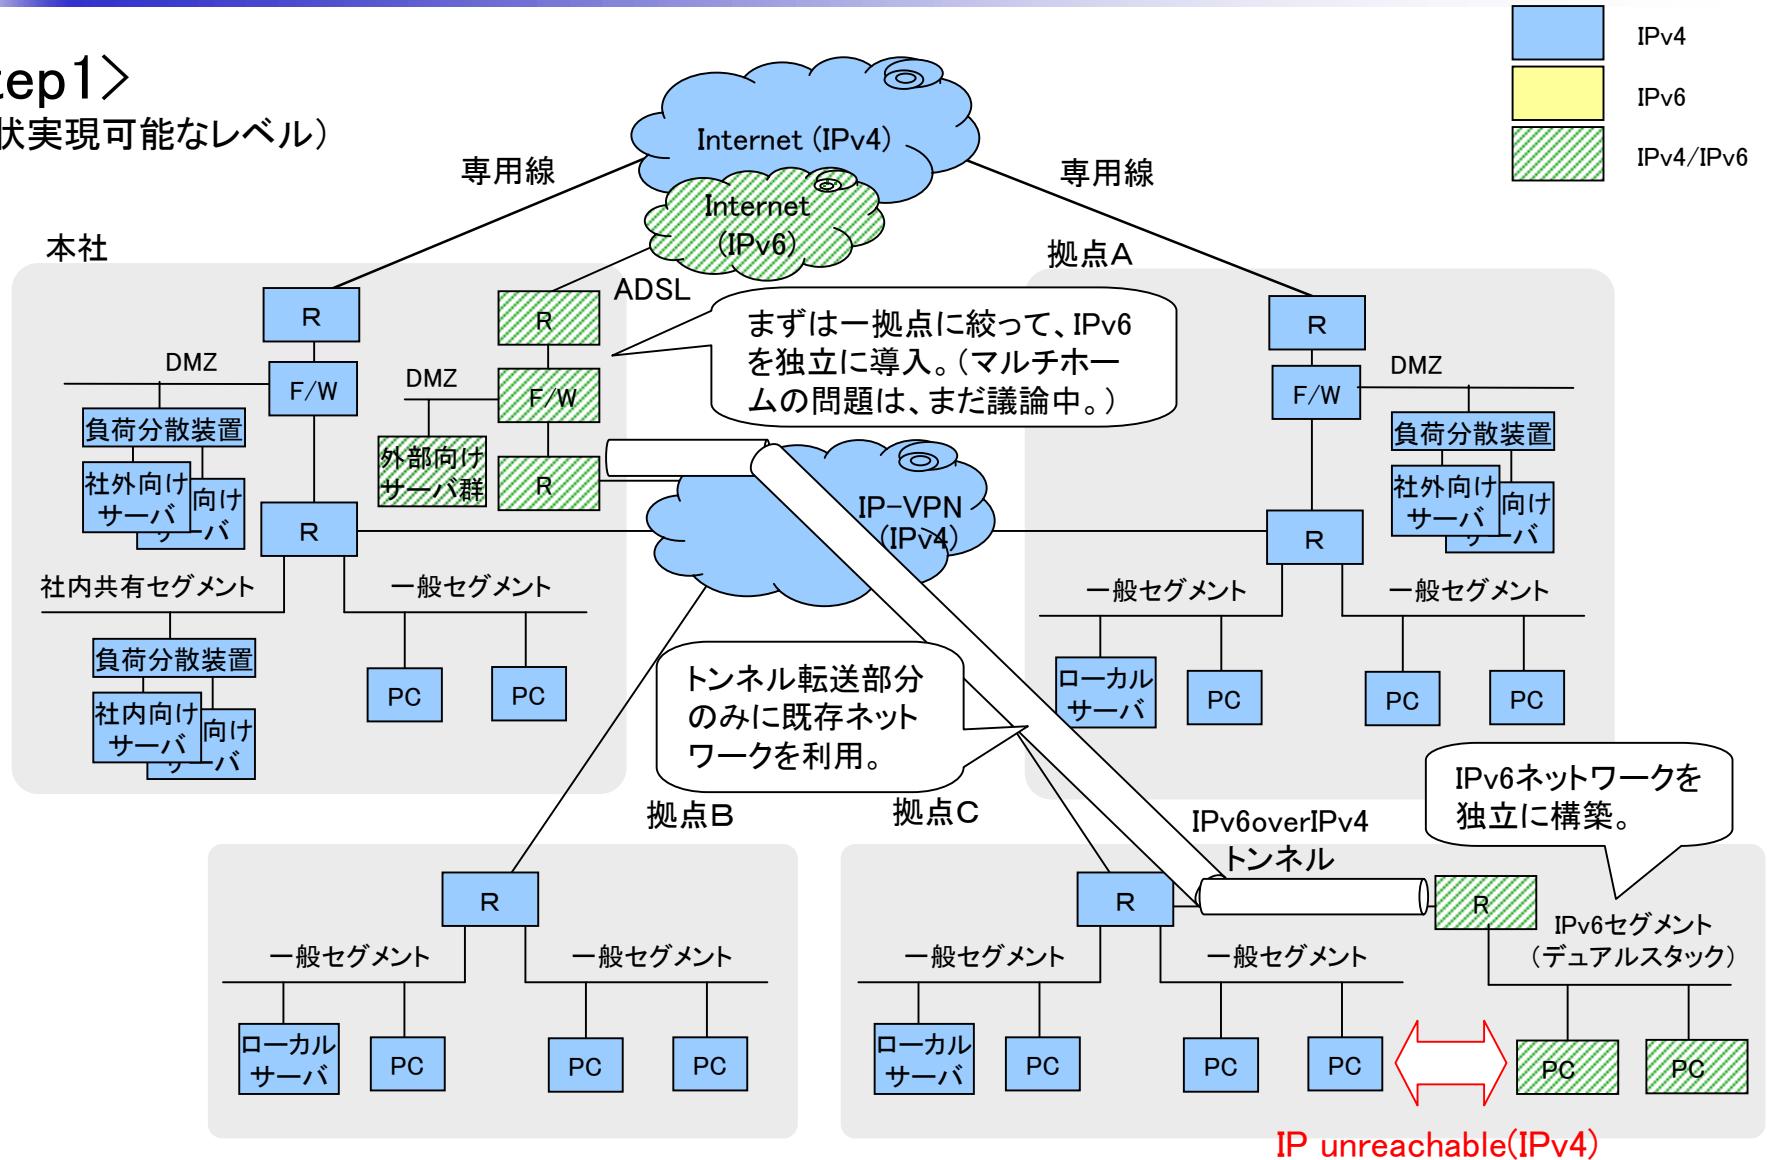 tep1>
状実現可能なレベル）
IPv4
IPv6
IPv4/IPv6
Internet (IPv4)
Internet
(IPv6)
専用線
専用線
本社
拠点A
ADSL
R
R
R
まずは一拠点に絞って、IPv6
を独立に導入。（マルチホー
ムの問題は、まだ議論中。）
DMZ
F/W
DMZ
F/W
F/W
DMZ
負荷分散装置
社外向け
サーバ
向け
ーバ
外部向け
サーバ群
R
負荷分散装置
社外向け
サーバ
向け
サーバ
IP-VPN
(IPv4)
R
R
社内共有セグメント
一般セグメント
一般セグメント
一般セグメント
負荷分散装置
社内向け
サーバ
向け
サーバ
PC
PC
トンネル転送部分
のみに既存ネット
ワークを利用。
ローカル
サーバ
PC
PC
PC
IPv6ネットワークを
独立に構築。
拠点B
拠点C
IPv6overIPv4
トンネル
R
R
R
IPv6セグメント
（デュアルスタック）
一般セグメント
一般セグメント
一般セグメント
一般セグメント
ローカル
サーバ
PC
PC
PC
ローカル
サーバ
PC
PC
PC
PC
PC
IP unreachable(IPv4)